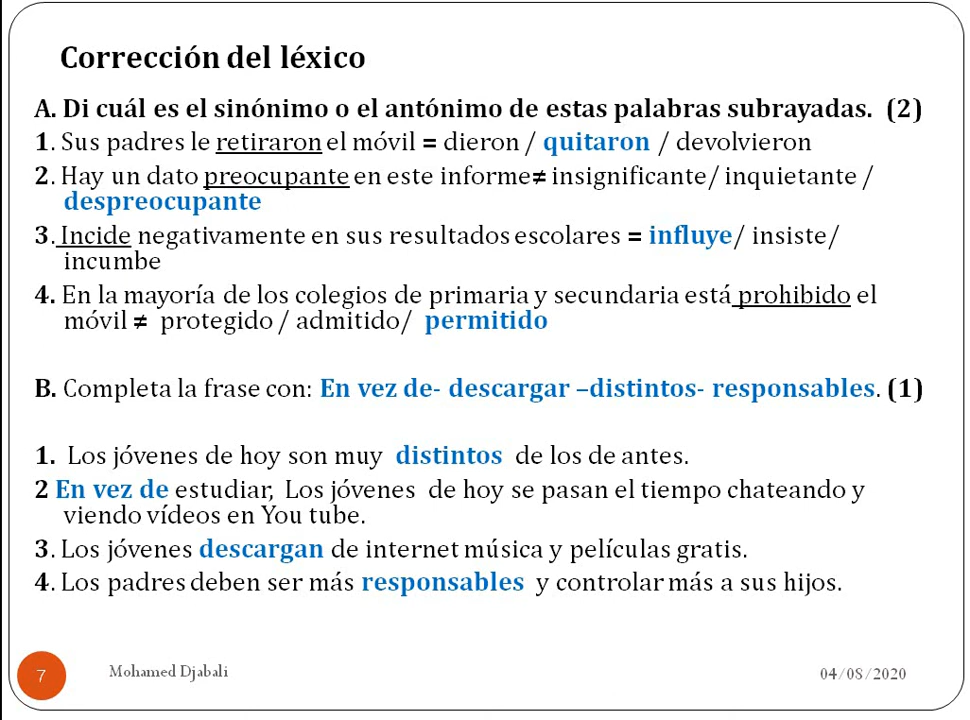 Corrección del léxico
A. Di cuál es el sinónimo o el antónimo de estas palabras subrayadas. (2)
1. Sus padres le retiraron el móvil = dieron / quitaron / devolvieron
2. Hay un dato preocupante en este informe≠ insignificante/ inquietante /
despreocupante
3. Incide negativamente en sus resultados escolares = influye/ insiste/
incumbe
4. En la mayoría de los colegios de primaria y secundaria está prohibido el
móvil ≠ protegido / admitido/ permitido
B. Completa la frase con: En vez de- descargar –distintos- responsables. (1)
1. Los jóvenes de hoy son muy distintos de los de antes.
2 En vez de estudiar, Los jóvenes de hoy se pasan el tiempo chateando y
viendo vídeos en You tube.
3. Los jóvenes descargan de internet música y películas gratis.
4. Los padres deben ser más responsables y controlar más a sus hijos.
7 Mohamed Djabali 04/08/2020